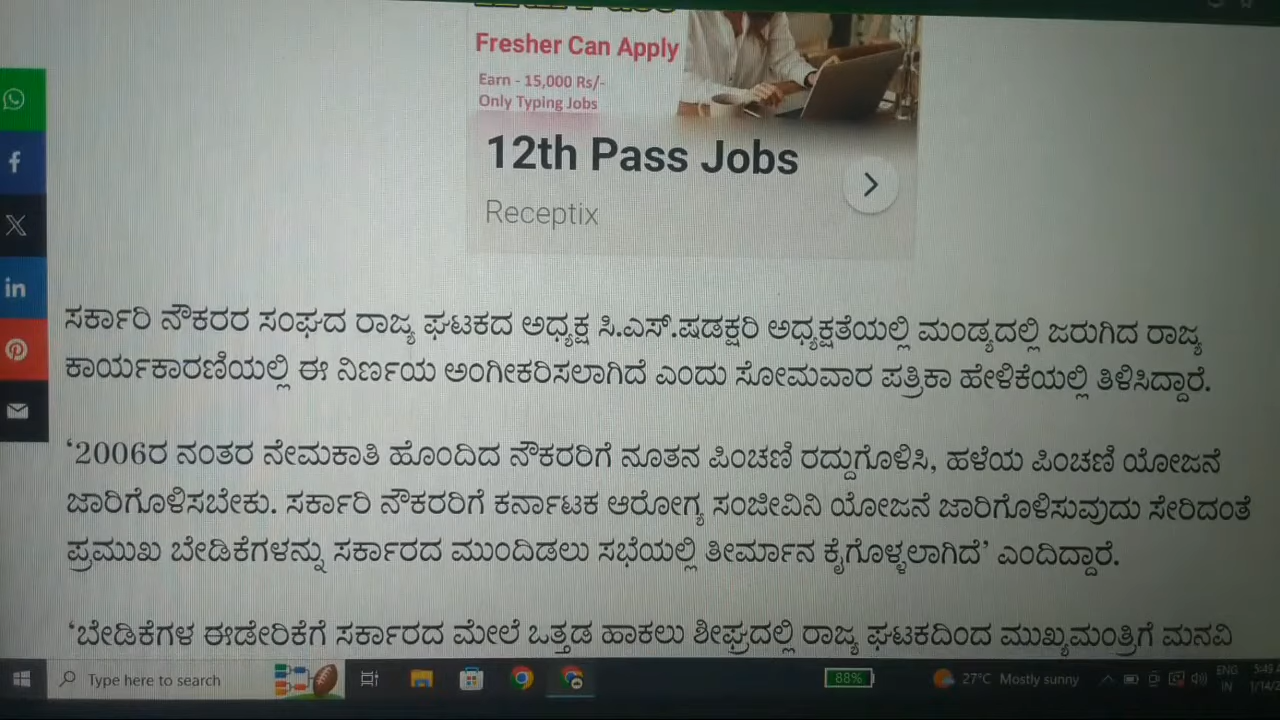 Fresher Can Apply
Earn - 15,000 Rs/-
Only Typing Jobs
12th Pass Jobs
Receptix
ಸರ್ಕಾರಿ ನೌಕರರ ಸಂಘದ ರಾಜ್ಯ ಘಟಕದ ಅಧ್ಯಕ್ಷ ಸಿ.ಎಸ್.ಷಡಕ್ಷರಿ ಅಧ್ಯಕ್ಷತೆಯಲ್ಲಿ ಮಂಡ್ಯದಲ್ಲಿ ಜರುಗಿದ ರಾಜ್ಯ
ಕಾರ್ಯಕಾರಣಿಯಲ್ಲಿ ಈ ನಿರ್ಣಯ ಅಂಗೀಕರಿಸಲಾಗಿದೆ ಎಂದು ಸೋಮವಾರ ಪತ್ರಿಕಾ ಹೇಳಿಕೆಯಲ್ಲಿ ತಿಳಿಸಿದ್ದಾರೆ.
‘2006ರ ನಂತರ ನೇಮಕಾತಿ ಹೊಂದಿದ ನೌಕರರಿಗೆ ನೂತನ ಪಿಂಚಣಿ ರದ್ದುಗೊಳಿಸಿ, ಹಳೆಯ ಪಿಂಚಣಿ ಯೋಜನೆ
ಜಾರಿಗೊಳಿಸಬೇಕು. ಸರ್ಕಾರಿ ನೌಕರರಿಗೆ ಕರ್ನಾಟಕ ಆರೋಗ್ಯ ಸಂಜೀವಿನಿ ಯೋಜನೆ ಜಾರಿಗೊಳಿಸುವುದು ಸೇರಿದಂತೆ
ಪ್ರಮುಖ ಬೇಡಿಕೆಗಳನ್ನು ಸರ್ಕಾರದ ಮುಂದಿಡಲು ಸಭೆಯಲ್ಲಿ ತೀರ್ಮಾನ ಕೈಗೊಳ್ಳಲಾಗಿದೆ’ ಎಂದಿದ್ದಾರೆ.
‘ಬೇಡಿಕೆಗಳ ಈಡೇರಿಕೆಗೆ ಸರ್ಕಾರದ ಮೇಲೆ ಒತ್ತಡ ಹಾಕಲು ಶೀಘ್ರದಲ್ಲಿ ರಾಜ್ಯ ಘಟಕದಿಂದ ಮುಖ್ಯಮಂತ್ರಿಗೆ ಮನವಿ
Type here to search
88%
27°C Mostly sunny
ENG
IN
5:49